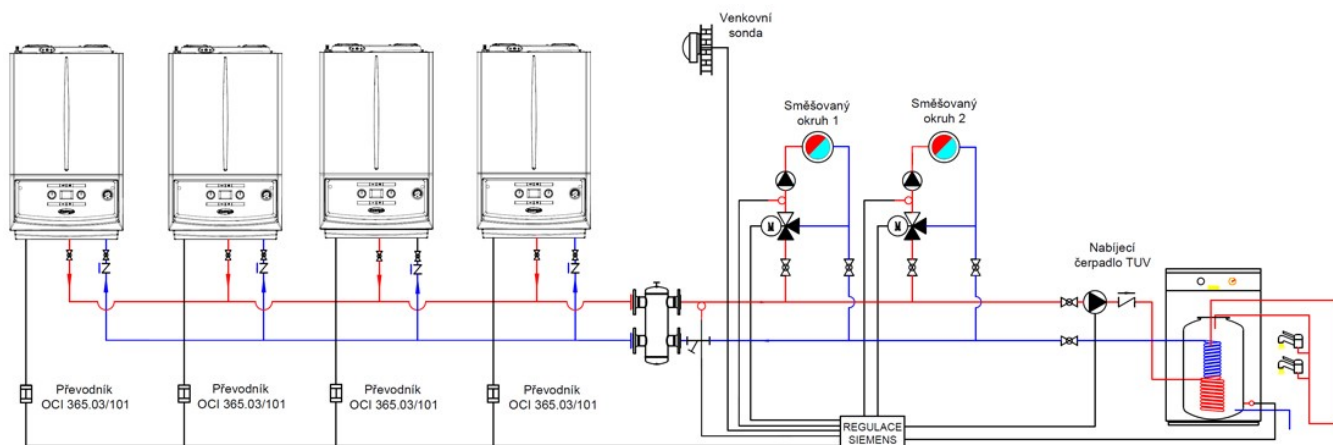 Venkovní
sonda
Směšovaný
okruh 1
Směšovaný
okruh 2
M
M
Nabíjecí
čerpadlo TUV
Převodník
OCI 365.03/101
Převodník
OCI 365.03/101
Převodník
OCI 365.03/101
Převodník
OCI 365.03/101
REGULACE
SIEMENS